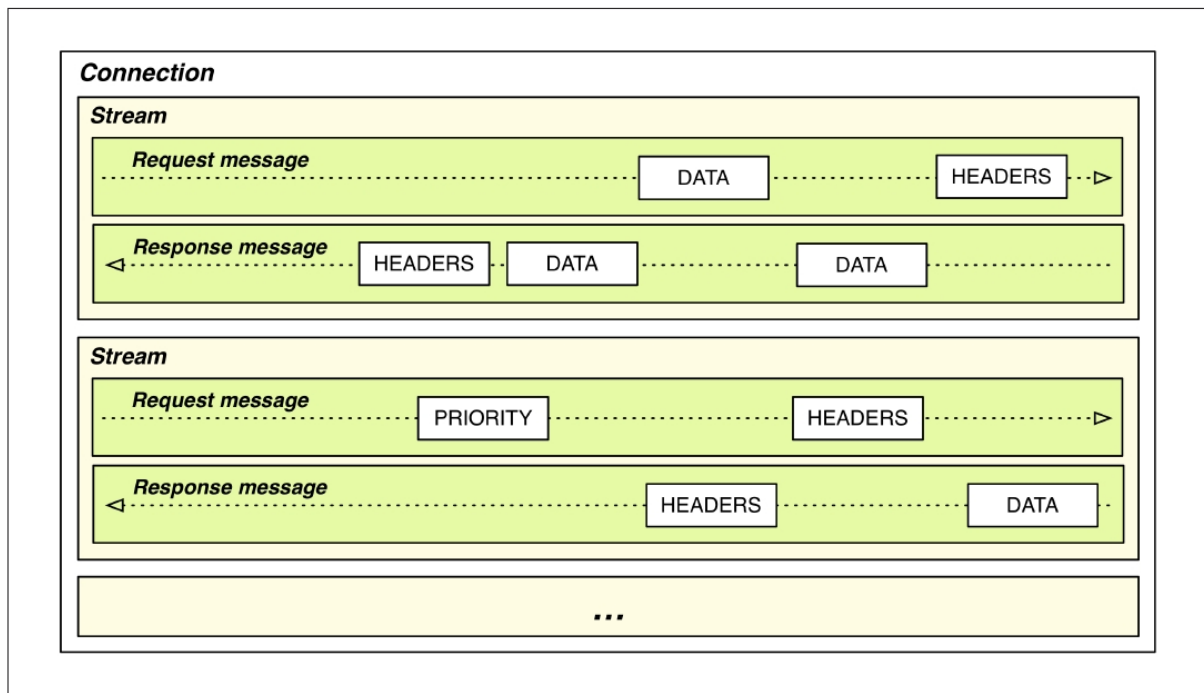 Connection
Stream
Request message
DATA HEADERS
Response message
HEADERS DATA DATA
Stream
Request message
PRIORITY HEADERS
Response message
HEADERS DATA
...